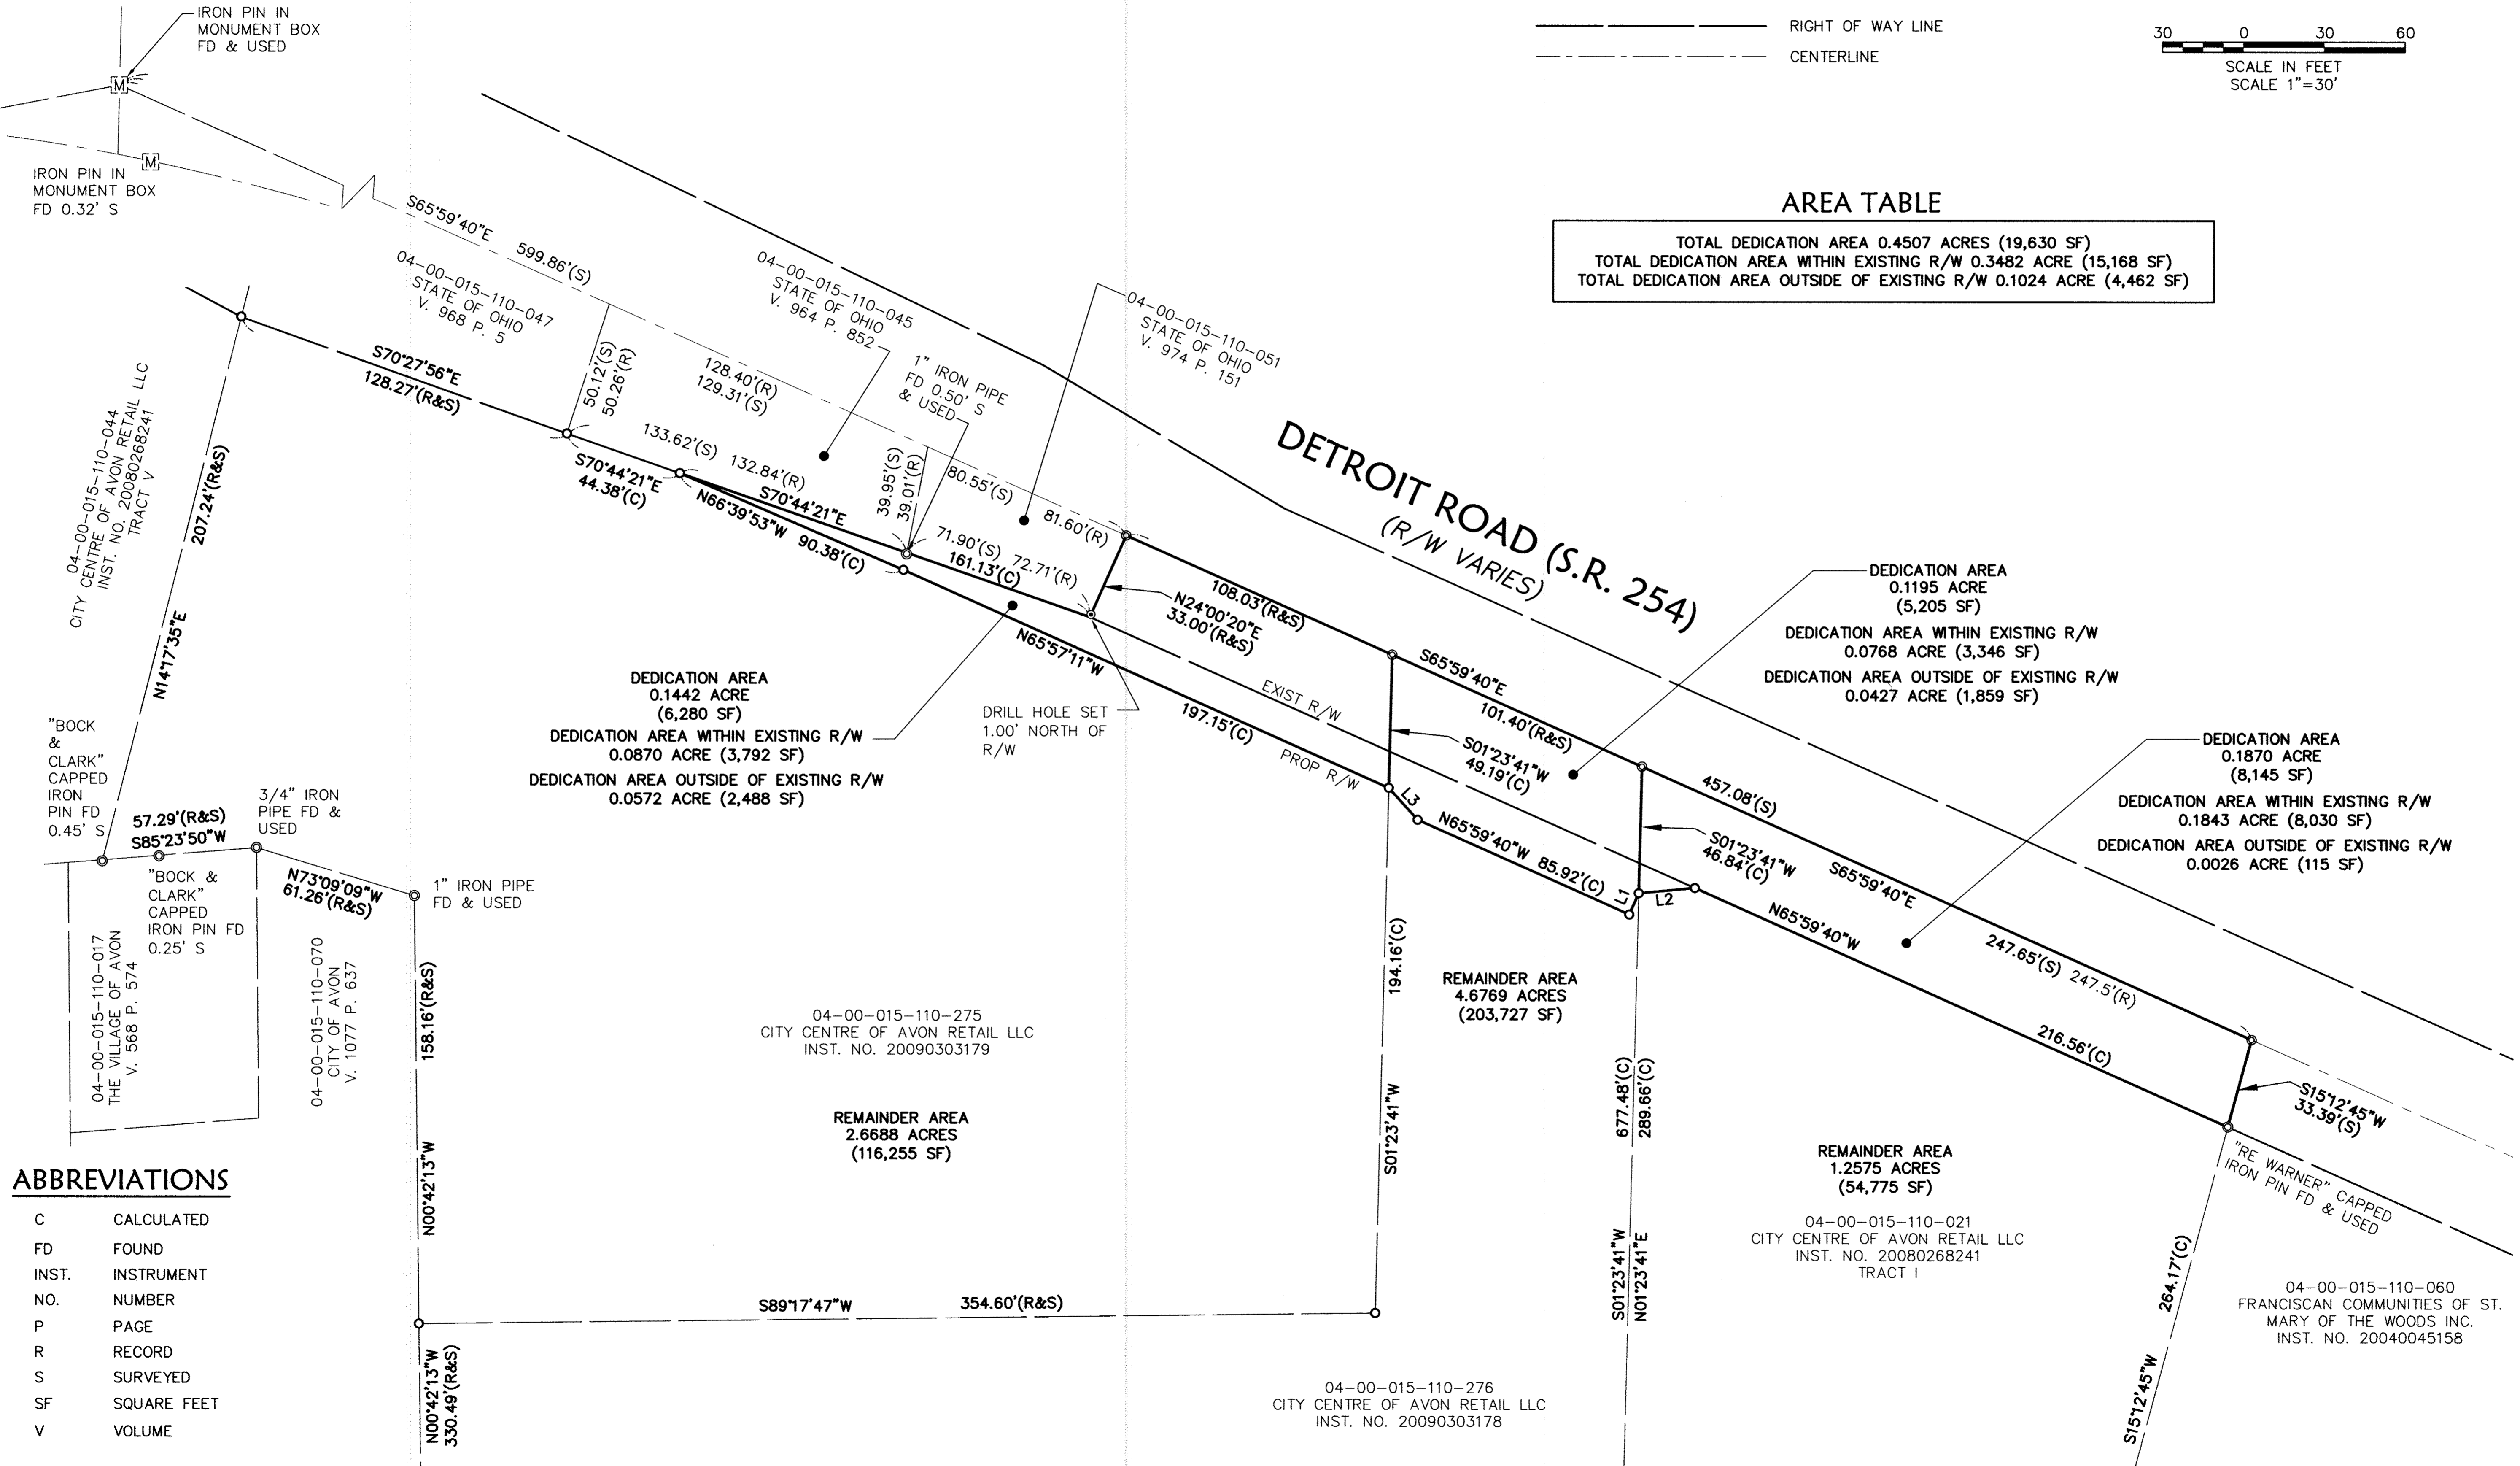 IRON PIN IN
MONUMENT BOX
FD & USED
M
M
IRON PIN IN
MONUMENT BOX
FD 0.32' S
RIGHT OF WAY LINE
CENTERLINE
30 0 30 60
SCALE IN FEET
SCALE 1"=30'
AREA TABLE
TOTAL DEDICATION AREA 0.4507 ACRES (19,630 SF)
TOTAL DEDICATION AREA WITHIN EXISTING R/W 0.3482 ACRE (15,168 SF)
TOTAL DEDICATION AREA OUTSIDE OF EXISTING R/W 0.1024 ACRE (4,462 SF)
S65°59'40"E 599.86'(S)
04-00-015-110-047
STATE OF OHIO
V. 968 P. 5
04-00-015-110-045
STATE OF OHIO
V. 964 P. 852
04-00-015-110-051
STATE OF OHIO
V. 974 P. 151
1" IRON PIPE
FD 0.50' S
& USED
S70°27'56"E
128.27'(R&S)
50.12'(S)
50.26'(R)
128.40'(R)
129.31'(S)
133.62'(S) 132.84'(R)
S70°44'21"E
44.38'(C)
S70°44'21"E
161.13'(C)
N66°39'53"W 90.38'(C)
39.95'(S)
39.01'(R)
80.55'(S) 81.60'(R)
71.90'(S) 72.71'(R)
N24°00'20"E
33.00'(R&S)
108.03'(R&S)
DETROIT ROAD (S.R. 254)
(R/W VARIES)
04-00-015-110-044
CITY CENTRE OF AVON RETAIL LLC
INST. NO. 20080268241
TRACT V
N14°17'35"E 207.24'(R&S)
N65°57'11"W 197.15'(C)
EXIST R/W
PROP R/W
DRILL HOLE SET
1.00' NORTH OF
R/W
DEDICATION AREA
0.1442 ACRE
(6,280 SF)
DEDICATION AREA WITHIN EXISTING R/W
0.0870 ACRE (3,792 SF)
DEDICATION AREA OUTSIDE OF EXISTING R/W
0.0572 ACRE (2,488 SF)
S65°59'40"E
101.40'(R&S)
S01°23'41"W
49.19'(C)
DEDICATION AREA
0.1195 ACRE
(5,205 SF)
DEDICATION AREA WITHIN EXISTING R/W
0.0768 ACRE (3,346 SF)
DEDICATION AREA OUTSIDE OF EXISTING R/W
0.0427 ACRE (1,859 SF)
457.08'(S)
S65°59'40"E
247.65'(S) 247.5'(R)
S01°23'41"W
46.84'(C)
DEDICATION AREA
0.1870 ACRE
(8,145 SF)
DEDICATION AREA WITHIN EXISTING R/W
0.1843 ACRE (8,030 SF)
DEDICATION AREA OUTSIDE OF EXISTING R/W
0.0026 ACRE (115 SF)
L3
N65°59'40"W 85.92'(C)
L1
L2
N65°59'40"W
216.56'(C)
S15°12'45"W
33.39'(S)
"RE WARNER" CAPPED
IRON PIN FD & USED
"BOCK
&
CLARK"
CAPPED
IRON
PIN FD
0.45' S
57.29'(R&S)
S85°23'50"W
3/4" IRON
PIPE FD &
USED
"BOCK &
CLARK"
CAPPED
IRON PIN FD
0.25' S
N73°09'09"W
61.26'(R&S)
1" IRON PIPE
FD & USED
04-00-015-110-017
THE VILLAGE OF AVON
V. 568 P. 574
04-00-015-110-070
CITY OF AVON
V. 1077 P. 637
N00°42'13"W 158.16'(R&S)
04-00-015-110-275
CITY CENTRE OF AVON RETAIL LLC
INST. NO. 20090303179
REMAINDER AREA
2.6688 ACRES
(116,255 SF)
S01°23'41"W 194.16'(C)
REMAINDER AREA
4.6769 ACRES
(203,727 SF)
S01°23'41"W 677.48'(C)
N01°23'41"E 289.66'(C)
REMAINDER AREA
1.2575 ACRES
(54,775 SF)
04-00-015-110-021
CITY CENTRE OF AVON RETAIL LLC
INST. NO. 20080268241
TRACT I
S15°12'45"W 264.17'(C)
04-00-015-110-060
FRANCISCAN COMMUNITIES OF ST.
MARY OF THE WOODS INC.
INST. NO. 20040045158
S89°17'47"W 354.60'(R&S)
N00°42'13"W
330.49'(R&S)
04-00-015-110-276
CITY CENTRE OF AVON RETAIL LLC
INST. NO. 20090303178
ABBREVIATIONS
C CALCULATED
FD FOUND
INST. INSTRUMENT
NO. NUMBER
P PAGE
R RECORD
S SURVEYED
SF SQUARE FEET
V VOLUME